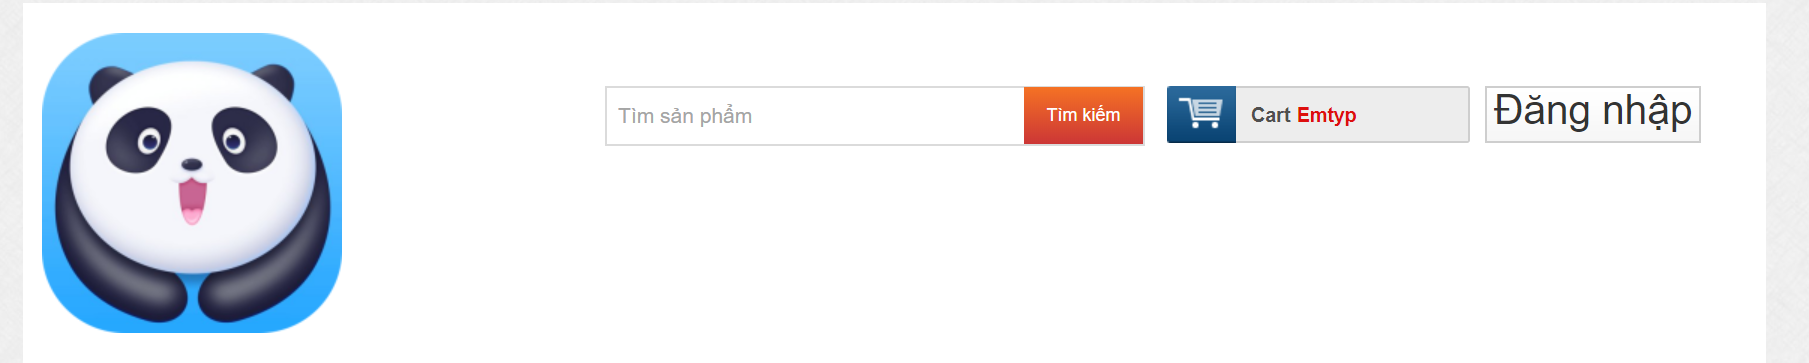 Tìm sản phẩm
Tìm kiếm
Cart Emtyp
Đăng nhập